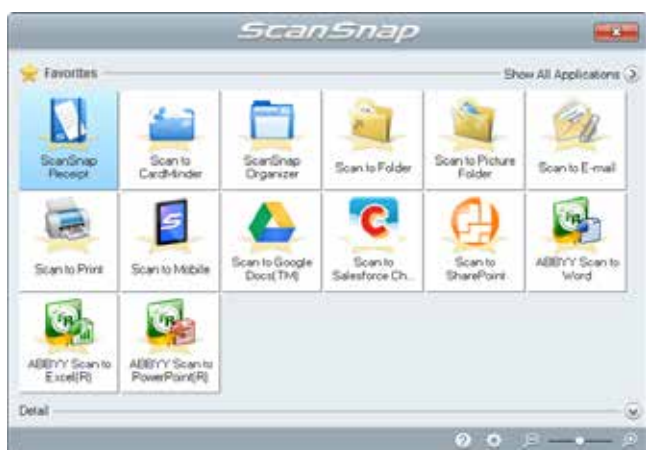 ScanSnap
Favorites
Show All Applications
ScanSnap
Receipt
Scan to
CardMinder
ScanSnap
Organizer
Scan to Folder
Scan to Picture
Folder
Scan to E-mail
Scan to Print
Scan to Mobile
Scan to Google
Docs(TM)
Scan to
Salesforce Ch...
Scan to
SharePoint
ABBYY Scan to
Word
ABBYY Scan to
Excel(R)
ABBYY Scan to
PowerPoint(R)
Detail